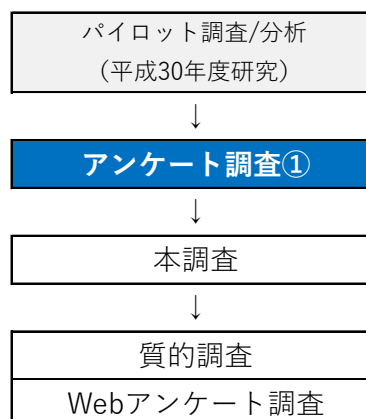 パイロット調査/分析
（平成30年度研究）
↓
アンケート調査①
↓
本調査
↓
質的調査
Webアンケート調査